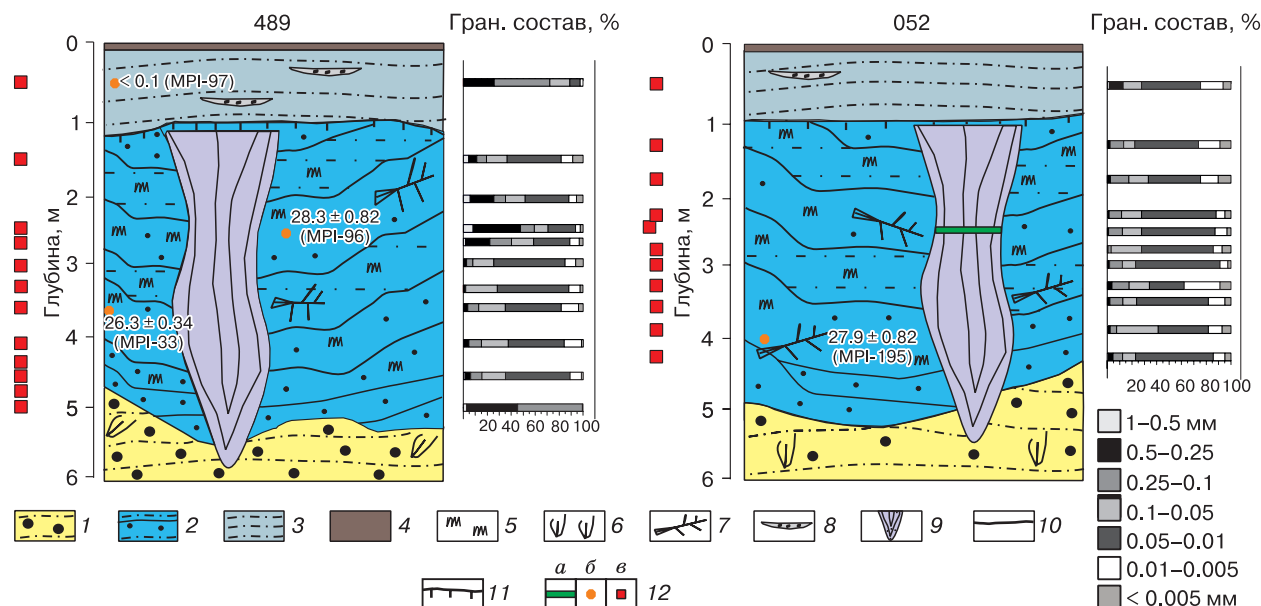 489
Гран. состав, %
052
Гран. состав, %
Глубина, м
0
1
2
3
4
5
6
< 0.1 (MPI-97)
28.3 ± 0.82
(MPI-96)
26.3 ± 0.34
(MPI-33)
20 40 60 80 100
Глубина, м
0
1
2
3
4
5
6
27.9 ± 0.82
(MPI-195)
20 40 60 80 100
1–0.5 мм
0.5–0.25
0.25–0.1
0.1–0.05
0.05–0.01
0.01–0.005
< 0.005 мм
1 2 3 4 5 6 7 8 9 10
11 а б в 12